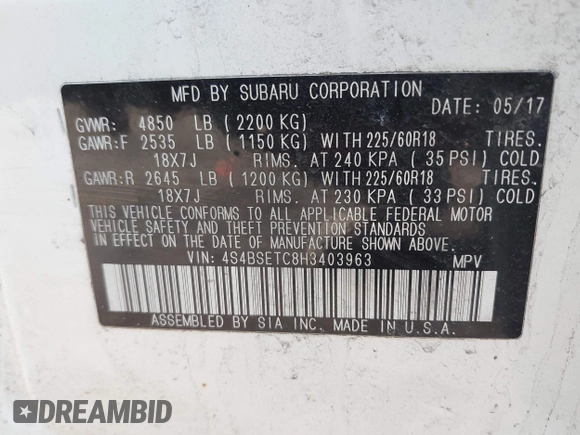 MFD BY SUBARU CORPORATION
DATE: 05/17
GVWR: 4850 LB (2200 KG)
GAWR:F 2535 LB (1150 KG) WITH 225/60R18 TIRES.
18X7J RIMS. AT 240 KPA (35 PSI) COLD
GAWR:R 2645 LB (1200 KG) WITH 225/60R18 TIRES.
18X7J RIMS. AT 230 KPA (33 PSI) COLD
THIS VEHICLE CONFORMS TO ALL APPLICABLE FEDERAL MOTOR
VEHICLE SAFETY AND THEFT PREVENTION STANDARDS
IN EFFECT ON THE DATE OF MANUFACTURE SHOWN ABOVE.
VIN: 4S4BSETC8H3403963 MPV
ASSEMBLED BY SIA INC. MADE IN U.S.A.
DREAMBID